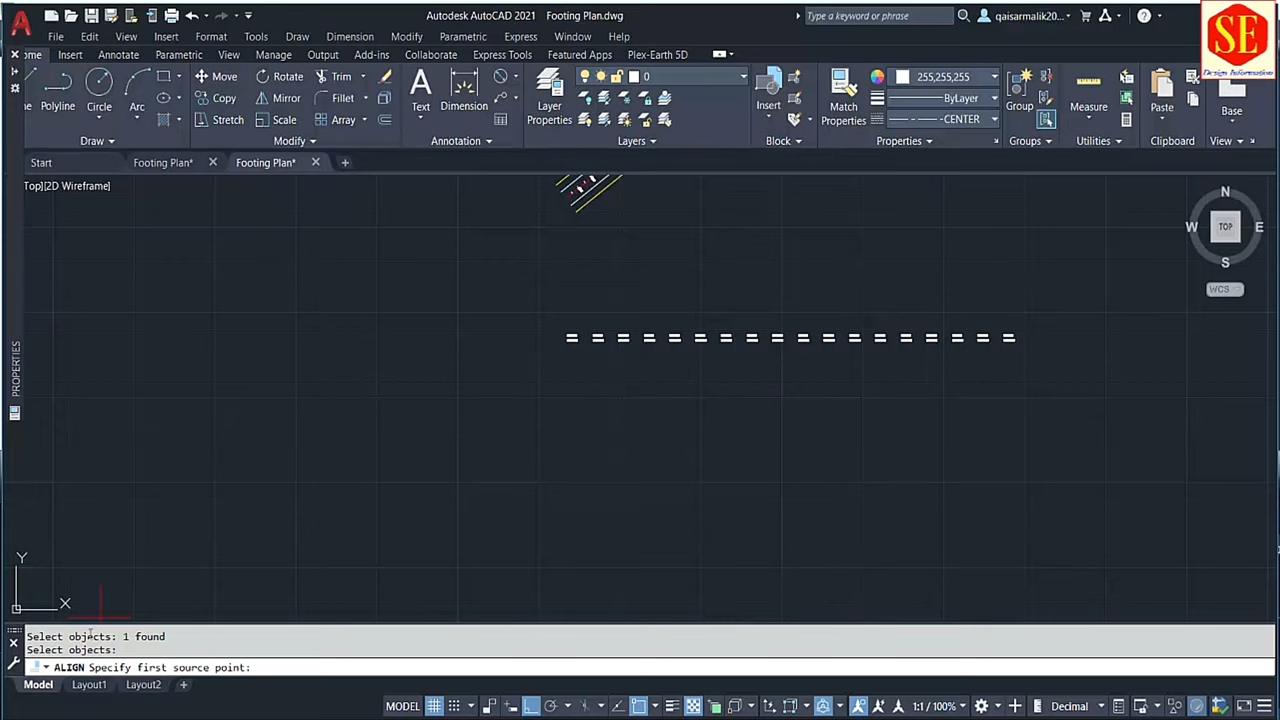 Autodesk AutoCAD 2021 Footing Plan.dwg
Type a keyword or phrase
qaisarmalik20...
SE
Design Information
File Edit View Insert Format Tools Draw Dimension Modify Parametric Express Window Help
ome Insert Annotate Parametric View Manage Output Add-ins Collaborate Express Tools Featured Apps Plex-Earth 5D
Polyline Circle Arc
Move Rotate Trim
Copy Mirror Fillet
Stretch Scale Array
Text Dimension
Layer Properties
0
Insert
Match Properties
255,255,255
ByLayer
CENTER
Group
Measure
Paste
Base
Draw Modify Annotation Layers Block Properties Groups Utilities Clipboard View
Start Footing Plan* Footing Plan*
Top][2D Wireframe]
N
W TOP E
S
WCS
PROPERTIES
Y
X
Select objects: 1 found
Select objects:
ALIGN Specify first source point:
Model Layout1 Layout2
MODEL 1:1 / 100% Decimal